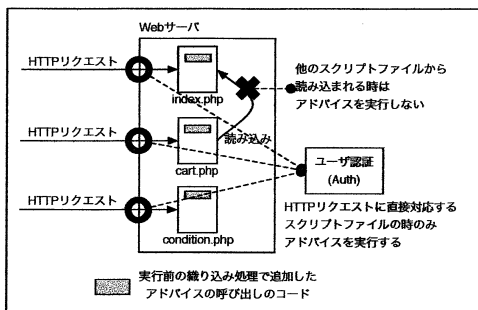 Webサーバ
HTTPリクエスト
index.php
他のスクリプトファイルから
読み込まれる時は
アドバイスを実行しない
HTTPリクエスト
読み込み
cart.php
ユーザ認証
(Auth)
HTTPリクエスト
condition.php
HTTPリクエストに直接対応する
スクリプトファイルの時のみ
アドバイスを実行する
実行前の織り込み処理で追加した
アドバイスの呼び出しのコード